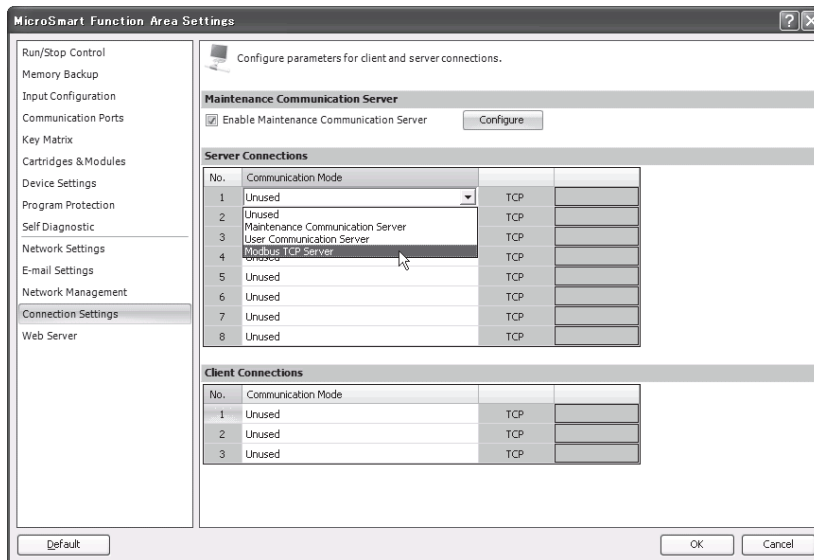 MicroSmart Function Area Settings
Run/Stop Control
Memory Backup
Input Configuration
Communication Ports
Key Matrix
Cartridges & Modules
Device Settings
Program Protection
Self Diagnostic
Network Settings
E-mail Settings
Network Management
Connection Settings
Web Server
Configure parameters for client and server connections.
Maintenance Communication Server
Enable Maintenance Communication Server Configure
Server Connections
No. Communication Mode
1 Unused TCP
2 TCP
3 TCP
4 Unused TCP
5 Unused TCP
6 Unused TCP
7 Unused TCP
8 Unused TCP
Unused
Maintenance Communication Server
User Communication Server
Modbus TCP Server
Client Connections
No. Communication Mode
1 Unused TCP
2 Unused TCP
3 Unused TCP
Default OK Cancel